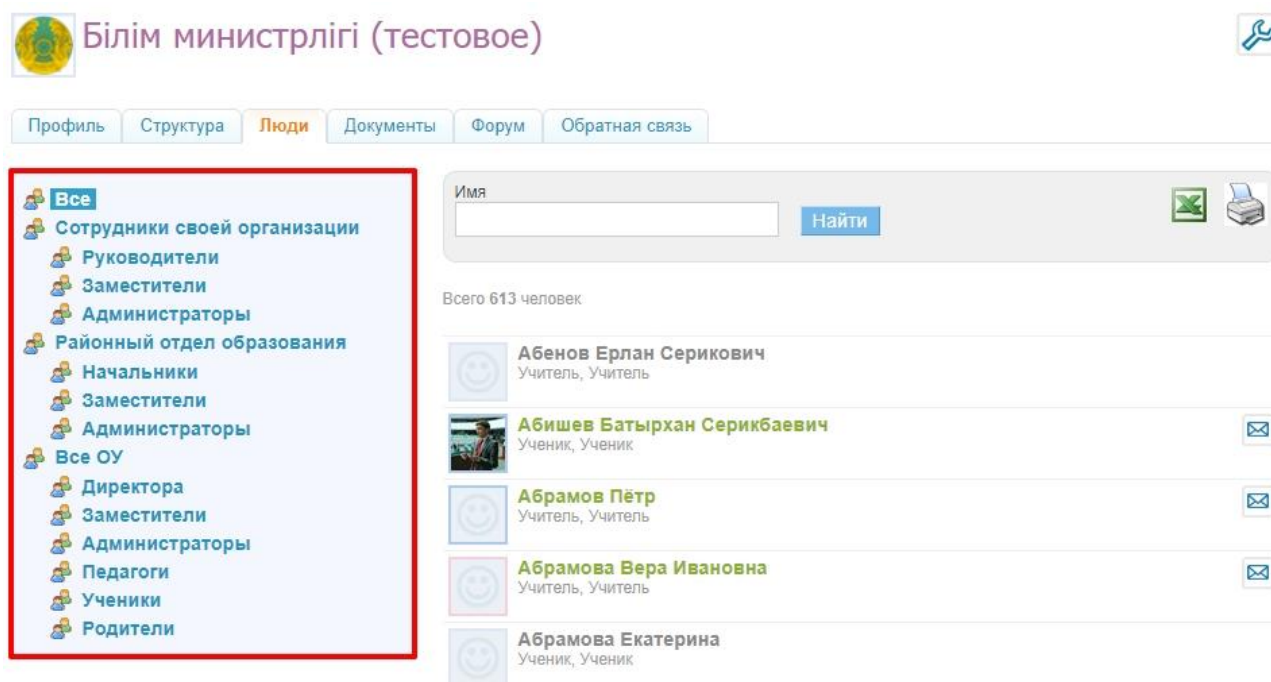 Білім министрлігі (тестовое)
Профиль Структура Люди Документы Форум Обратная связь
Все
Сотрудники своей организации
Руководители
Заместители
Администраторы
Районный отдел образования
Начальники
Заместители
Администраторы
Все ОУ
Директора
Заместители
Администраторы
Педагоги
Ученики
Родители
Имя
Найти
Всего 613 человек
Абенов Ерлан Серикович
Учитель, Учитель
Абишев Батырхан Серикбаевич
Ученик, Ученик
Абрамов Пётр
Учитель, Учитель
Абрамова Вера Ивановна
Учитель, Учитель
Абрамова Екатерина
Ученик, Ученик